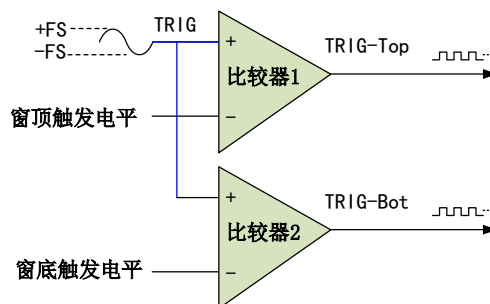 +FS
TRIG
-FS
+
TRIG-Top
比较器1
窗顶触发电平
-
+
TRIG-Bot
比较器2
窗底触发电平
-